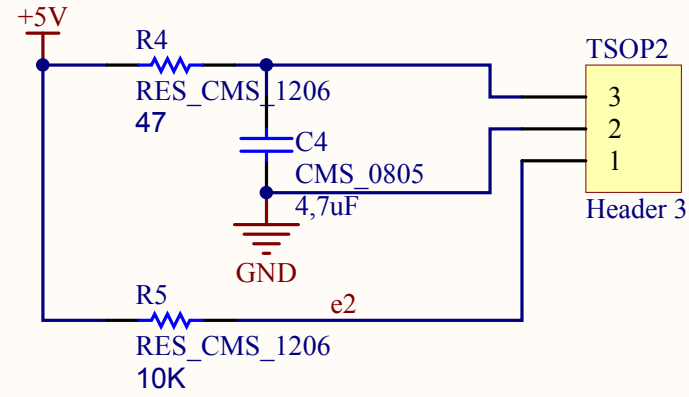 +5V
R4
RES_CMS_1206
47
C4
CMS_0805
4,7uF
GND
TSOP2
3
2
1
Header 3
R5
e2
RES_CMS_1206
10K